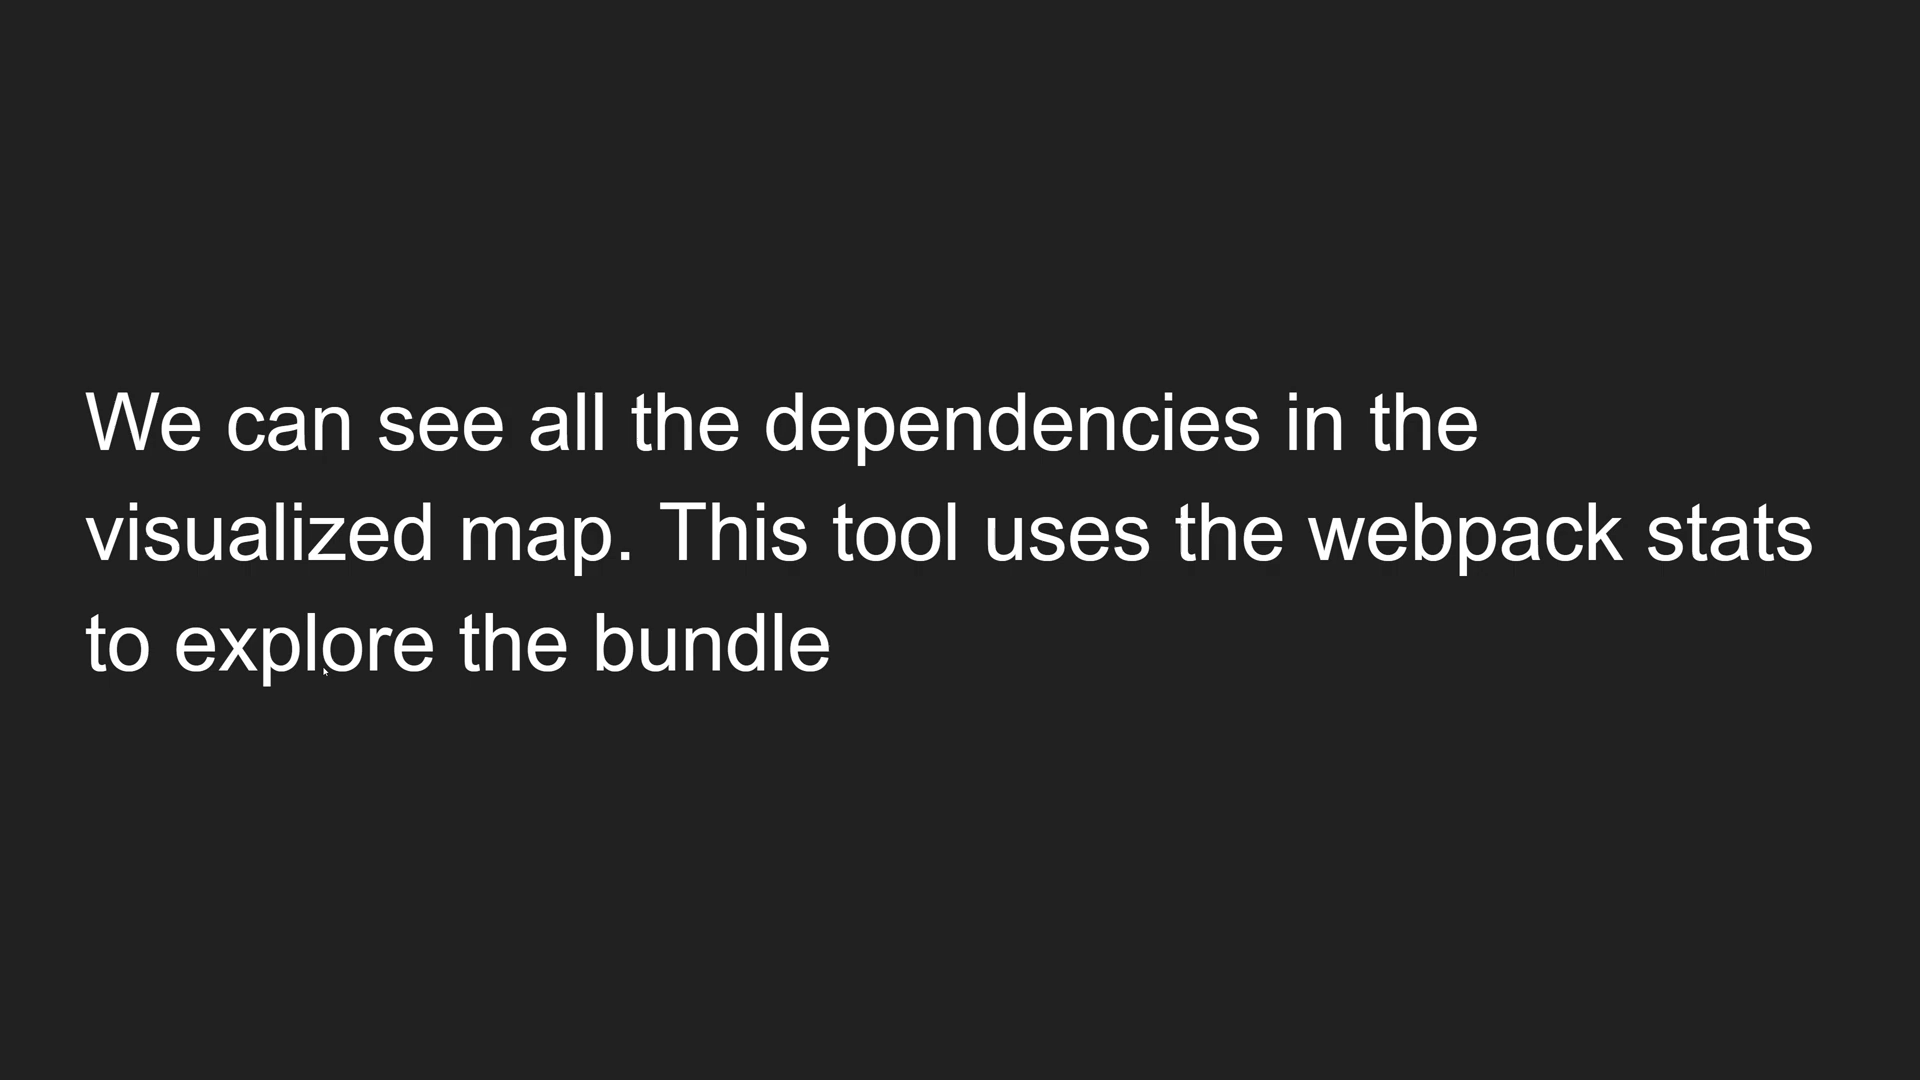 We can see all the dependencies in the
visualized map. This tool uses the webpack stats
to explore the bundle